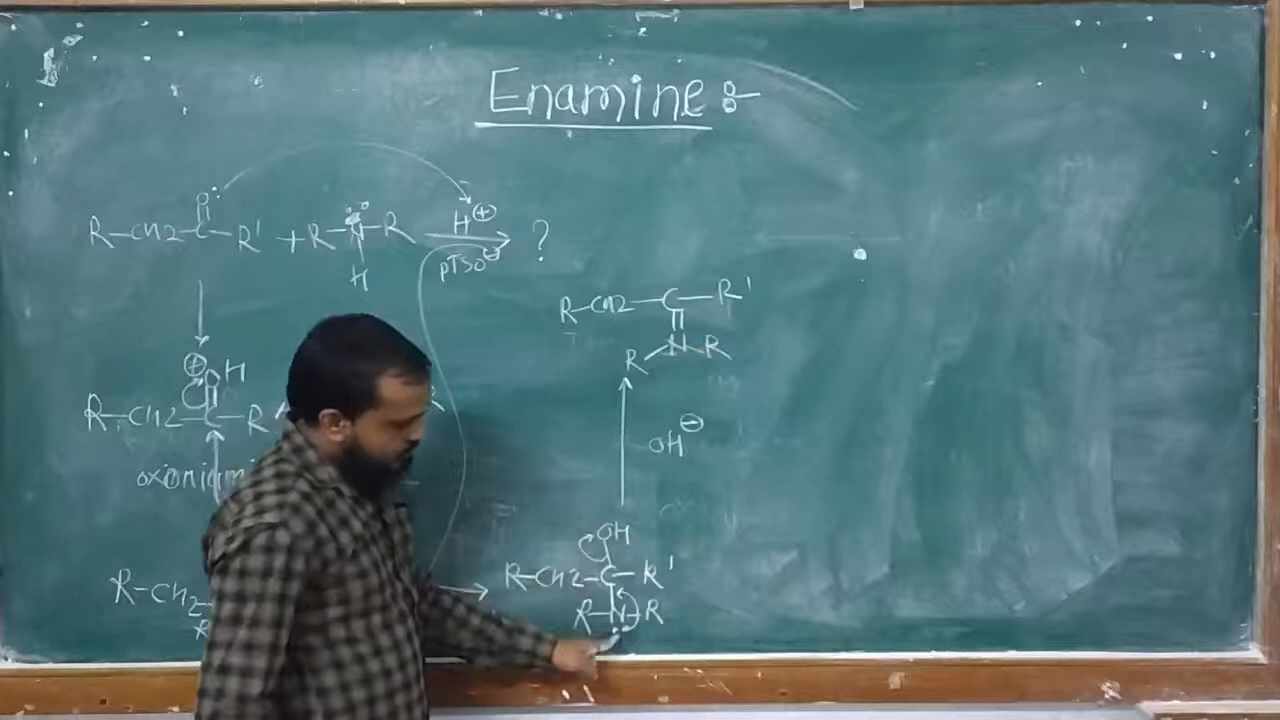 Enamine :-
O
R-CH2-C-R' + R-N-R H⊕ ?
H pTSO⊖
R-CH2-C-R'
R N R
⊕
OH
R-CH2-C-R R
OH⊖
oxonium
OH
R-CH2 R-CH2-C-R'
R-N-R